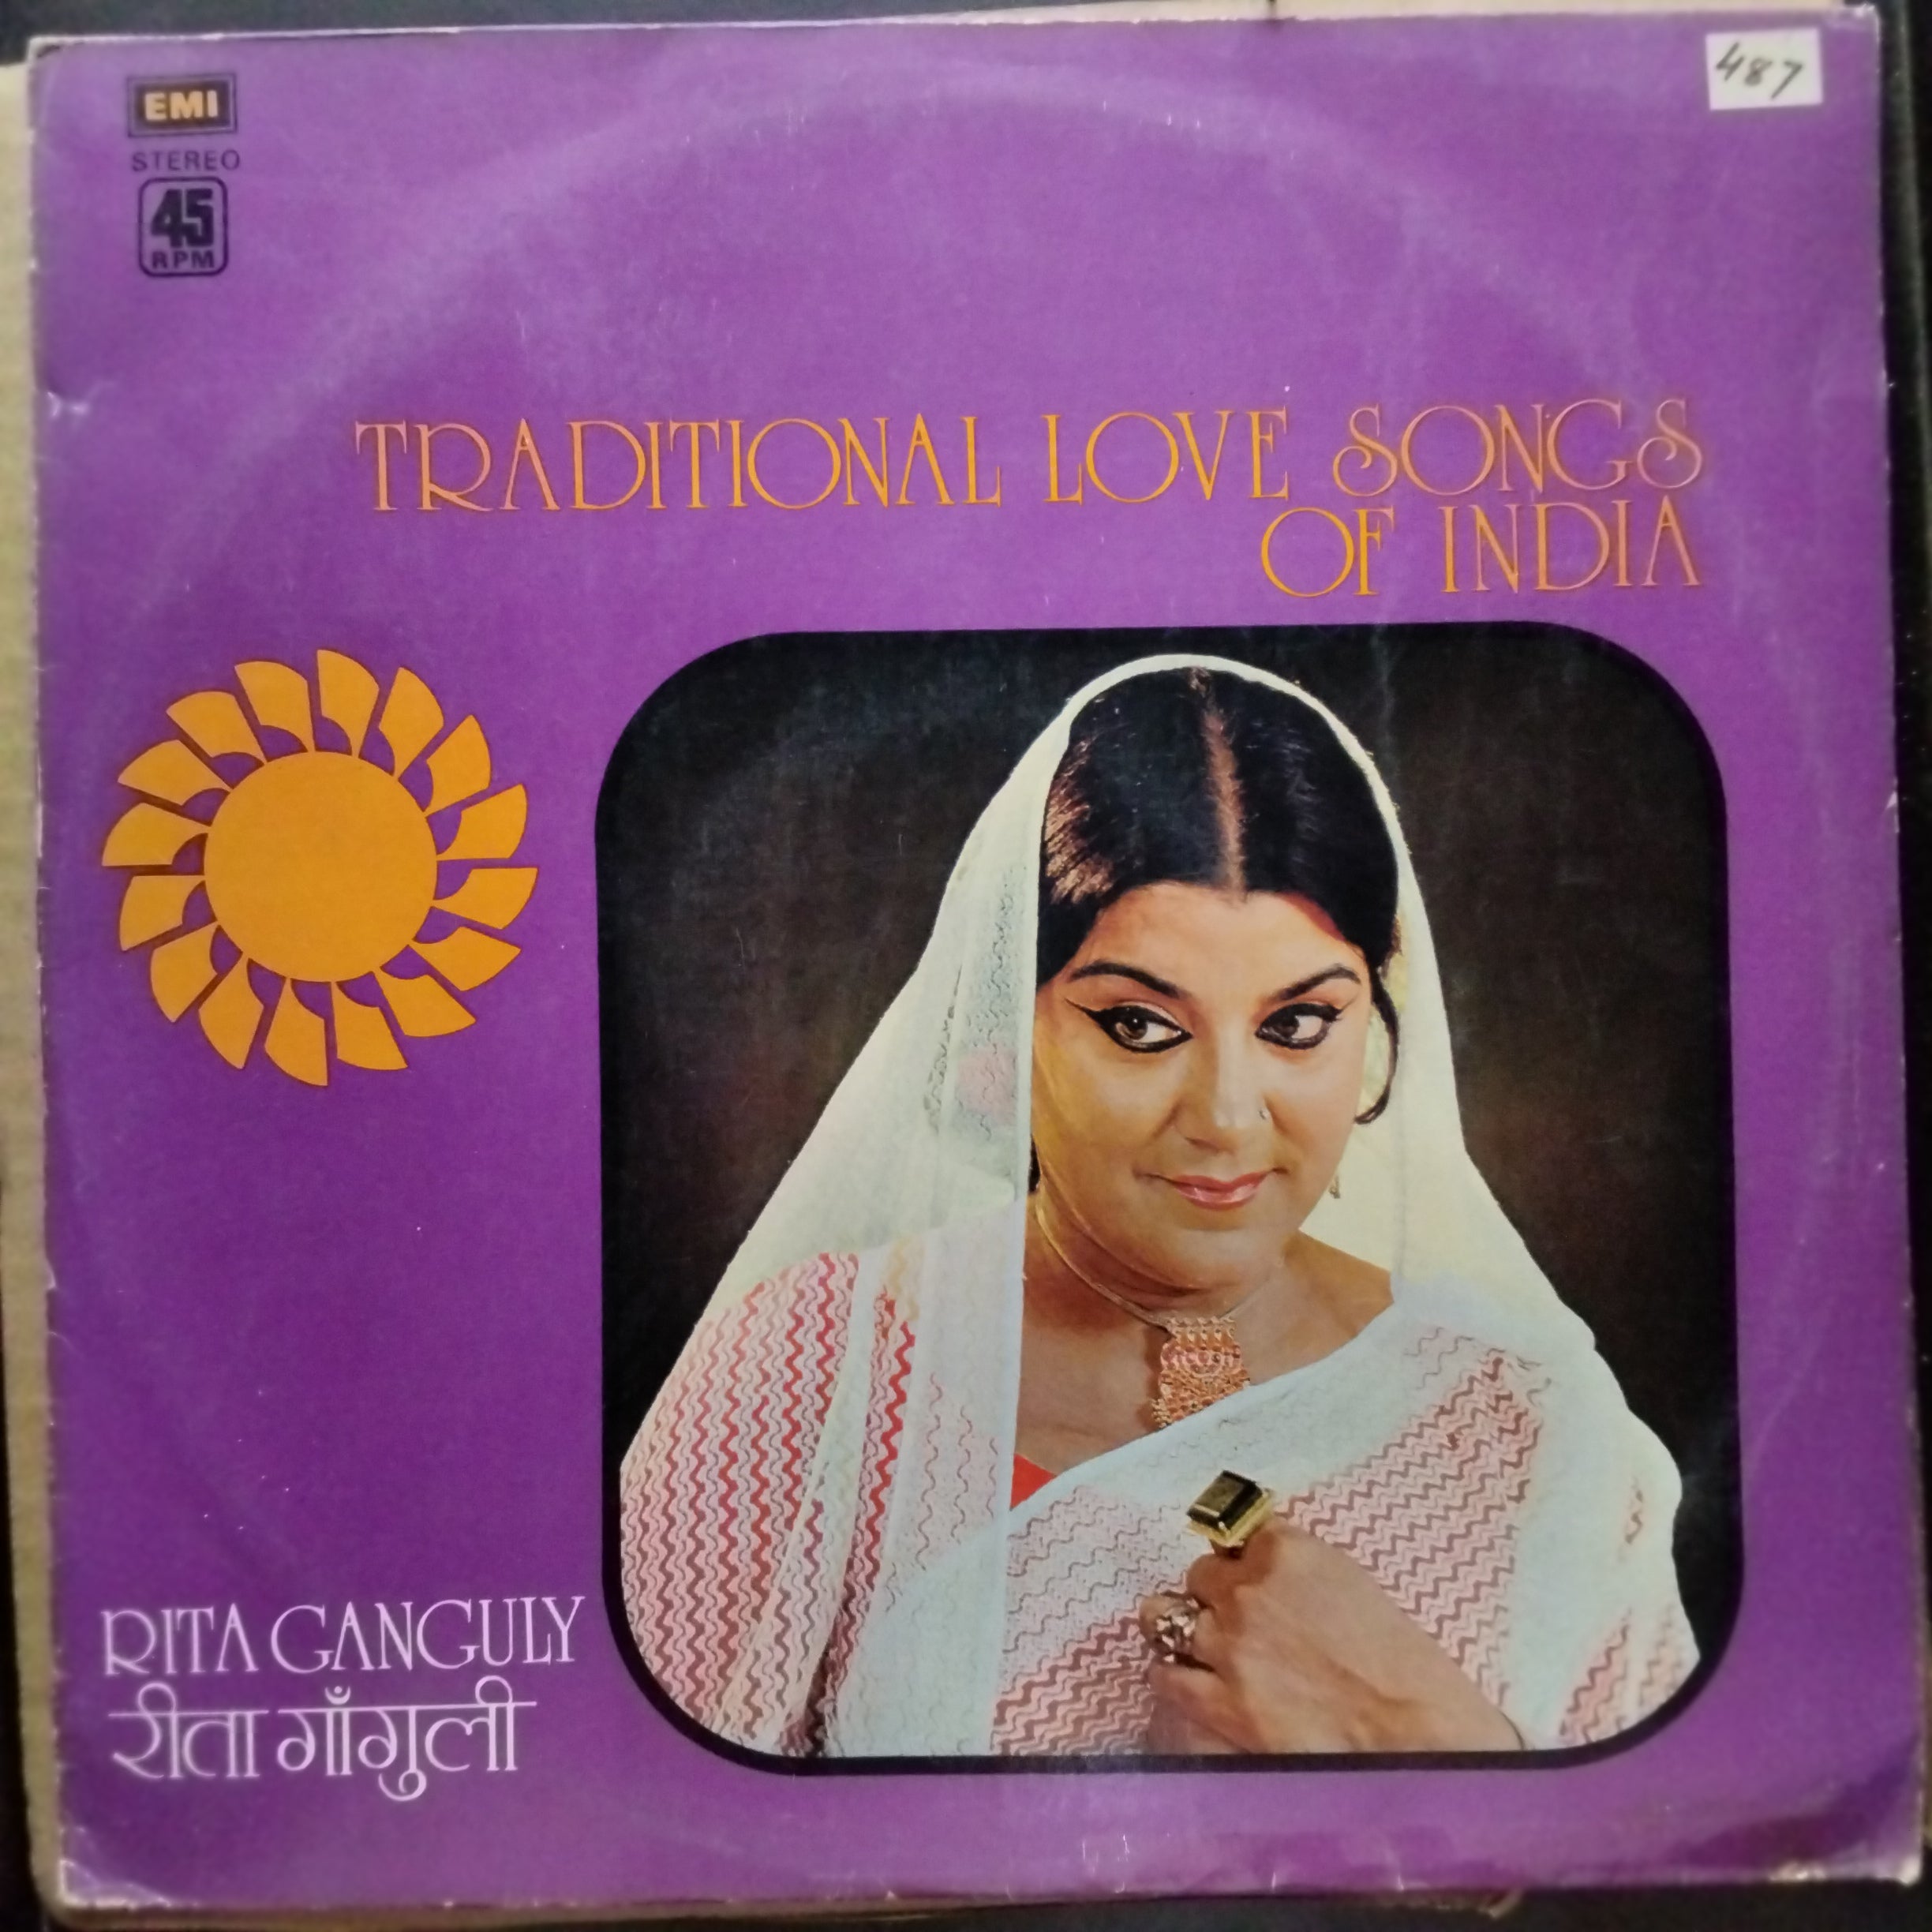 EMI
STEREO
45
RPM
487
TRADITIONAL LOVE SONGS
OF INDIA
RITA GANGULY
रीता गाँगुली